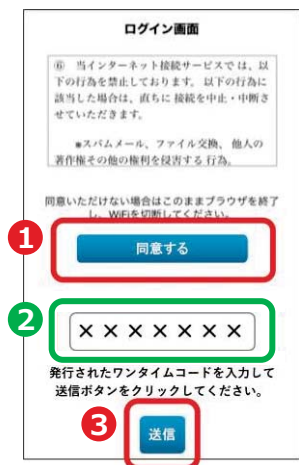 ログイン画面
⑥ 当インターネット接続サービスでは、以
下の行為を禁止しております。 以下の行為に
該当した場合は、直ちに 接続を中止・中断さ
せていただきます。
■スパムメール、ファイル交換、 他人の
著作権その他の権利を侵害する 行為。
同意いただけない場合はこのままブラウザを終了
し、WiFiを切断してください。
1
同意する
2
×××××××
発行されたワンタイムコードを入力して
送信ボタンをクリックしてください。
3
送信